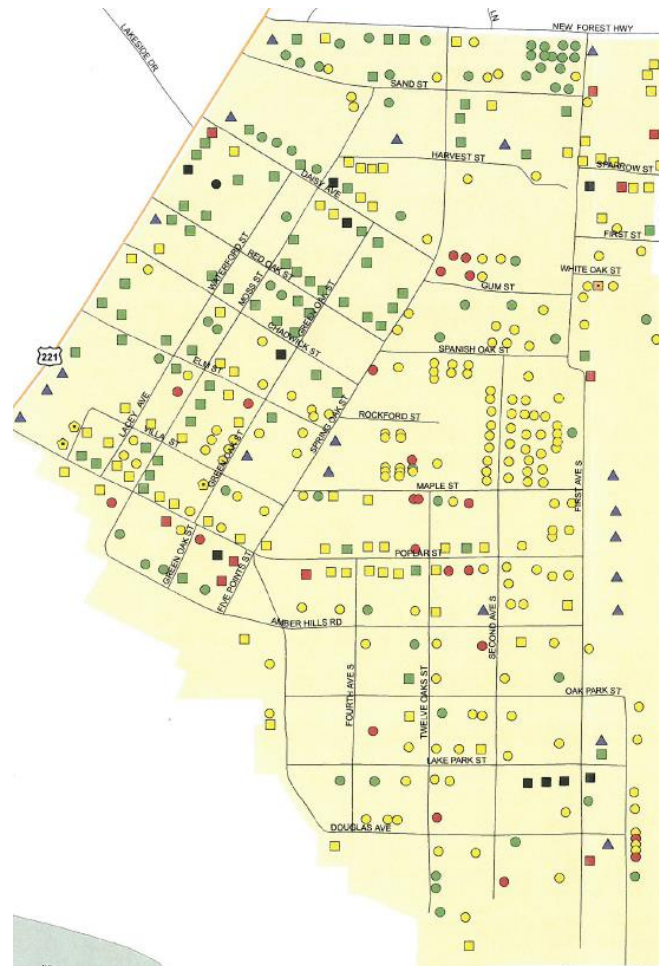 LN
NEW FOREST HWY
LAKESIDE DR
SAND ST
HARVEST ST
SPARROW ST
DAISY AVE
FIRST ST
WATERFORD ST
RED OAK ST
WHITE OAK ST
MOSS ST
GREEN OAK ST
GUM ST
CHADWICK ST
SPANISH OAK ST
221
ELM ST
LACEY AVE
VILLA ST
ROCKFORD ST
SPRING OAK ST
GREEN OAK ST
MAPLE ST
FIRST AVE S
POPLAR ST
GREEN OAK ST
FIVE POINTS ST
AMBER HILLS RD
SECOND AVE S
FOURTH AVE S
TWELVE OAKS ST
OAK PARK ST
LAKE PARK ST
DOUGLAS AVE